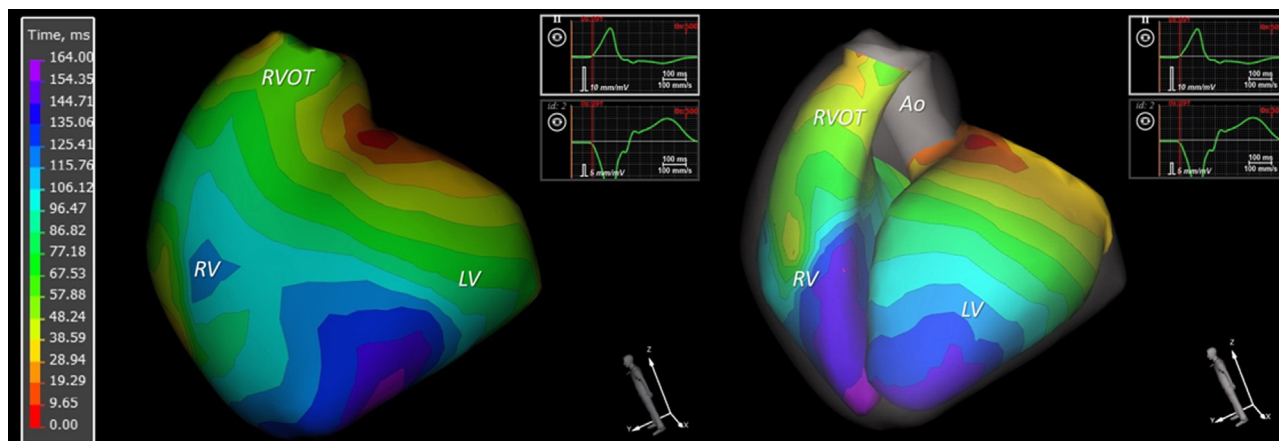 Time, ms
164.00
154.35
144.71
135.06
125.41
115.76
106.12
96.47
86.82
77.18
67.53
57.88
48.24
38.59
28.94
19.29
9.65
0.00
RVOT
RV
LV
II
10 mm/mV
100 ms
100 mm/s
id: 2
5 mm/mV
100 ms
100 mm/s
RVOT
Ao
RV
LV
II
10 mm/mV
100 ms
100 mm/s
id: 2
5 mm/mV
100 ms
100 mm/s
Z
Y
X
Z
Y
X